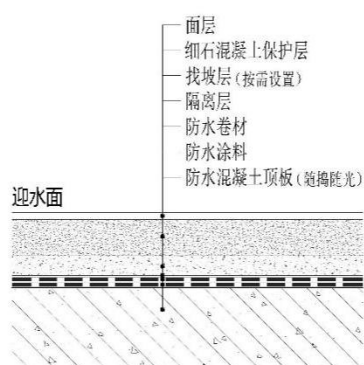 面层
细石混凝土保护层
找坡层(按需设置)
隔离层
防水卷材
防水涂料
防水混凝土顶板(随捣随光)
迎水面